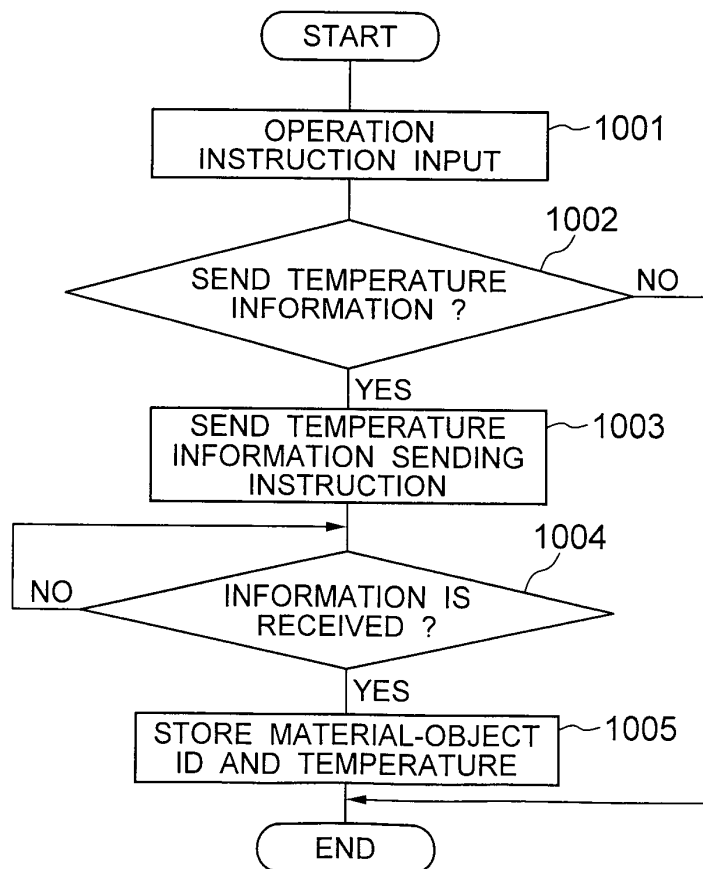 START
OPERATION
INSTRUCTION INPUT
1001
1002
SEND TEMPERATURE
INFORMATION ?
NO
YES
SEND TEMPERATURE
INFORMATION SENDING
INSTRUCTION
1003
1004
NO
INFORMATION IS
RECEIVED ?
YES
STORE MATERIAL-OBJECT
ID AND TEMPERATURE
1005
END